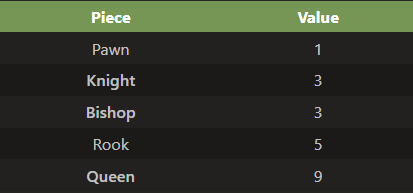 Piece Value
Pawn 1
Knight 3
Bishop 3
Rook 5
Queen 9